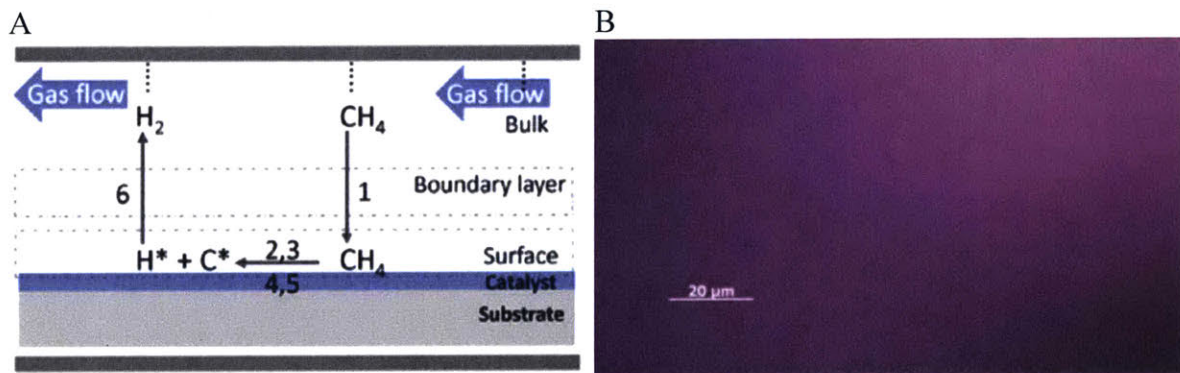 A
B
Gas flow
Gas flow
H₂
CH₄
Bulk
Boundary layer
6
1
H* + C*
2,3
CH₄
Surface
4,5
Catalyst
Substrate
20 µm